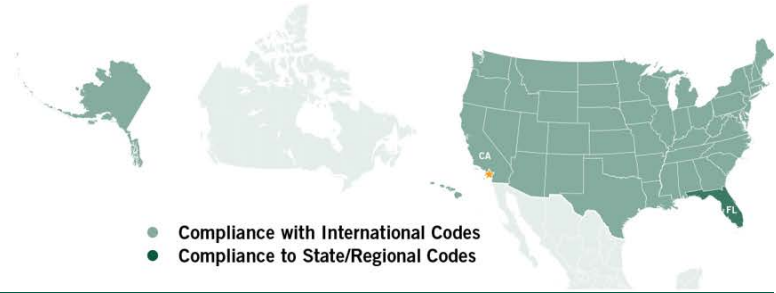 CA
FL
Compliance with International Codes
Compliance to State/Regional Codes